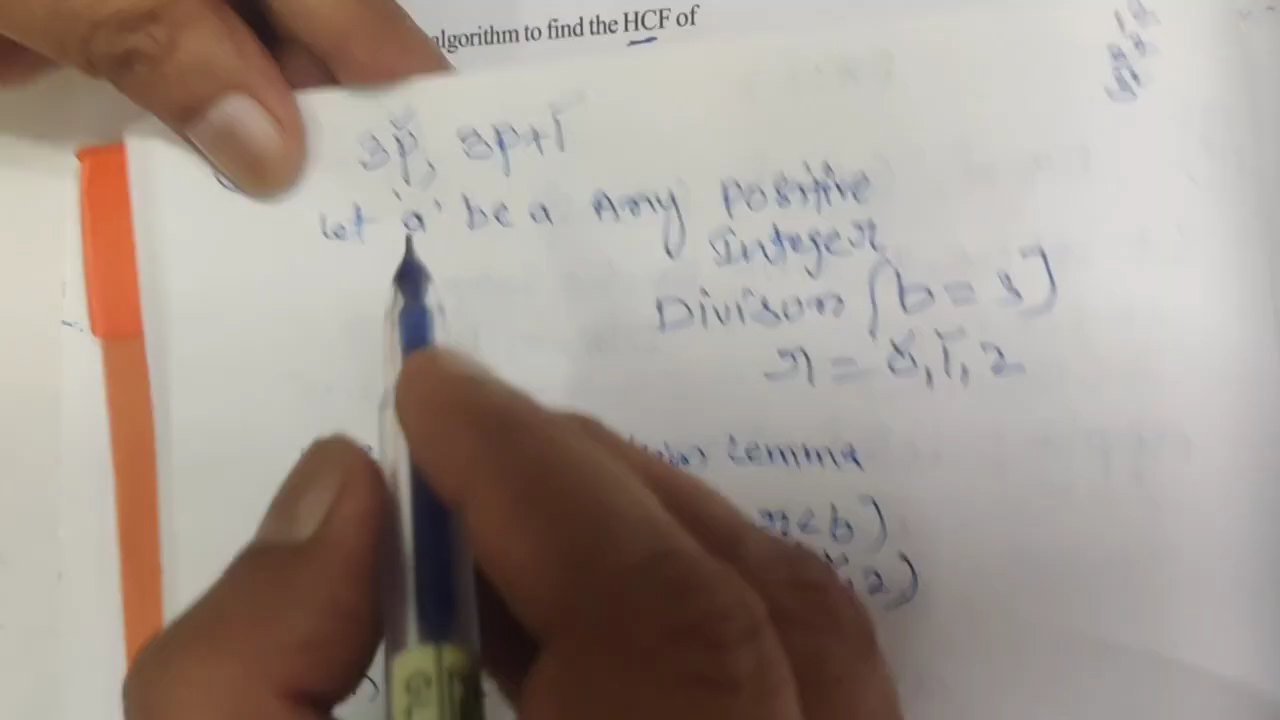 algorithm to find the HCF of
3p, 3p+1
Let 'a' be a Any Positive
Integer
Divison (b = 3)
r = 0, 1, 2
Lemma
r<b)
, 2)